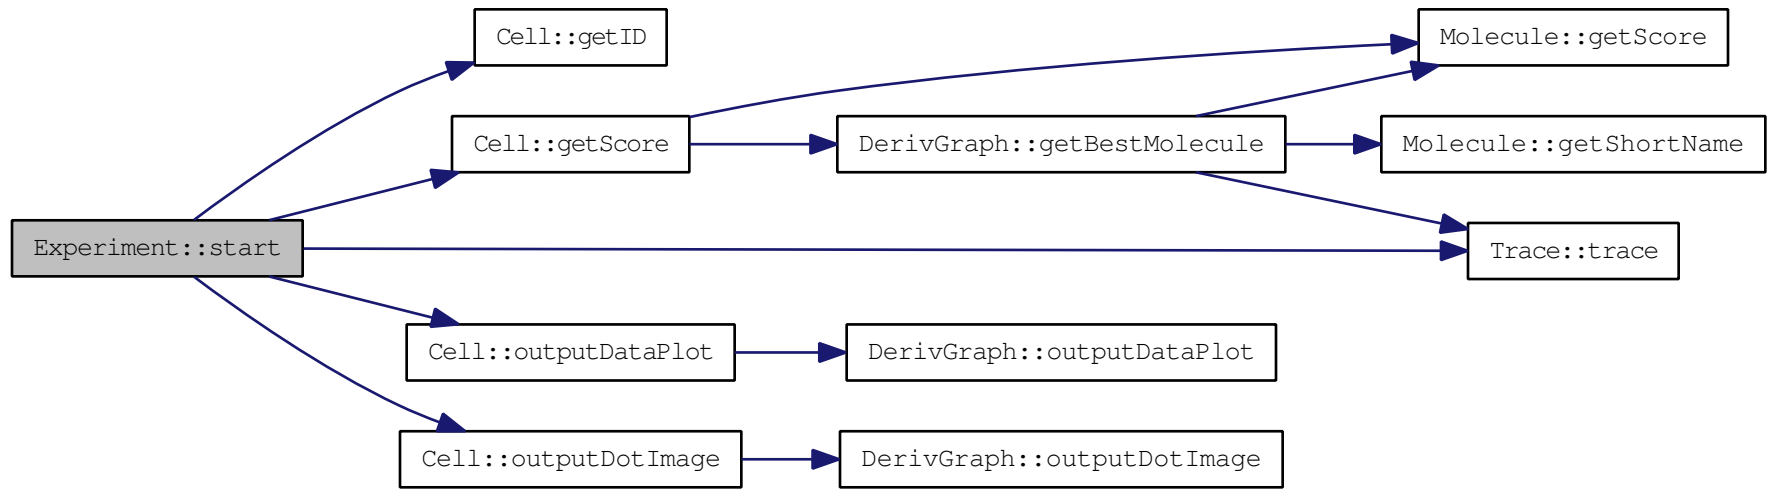 Cell::getID
Molecule::getScore
Cell::getScore
DerivGraph::getBestMolecule
Molecule::getShortName
Experiment::start
Trace::trace
Cell::outputDataPlot
DerivGraph::outputDataPlot
Cell::outputDotImage
DerivGraph::outputDotImage